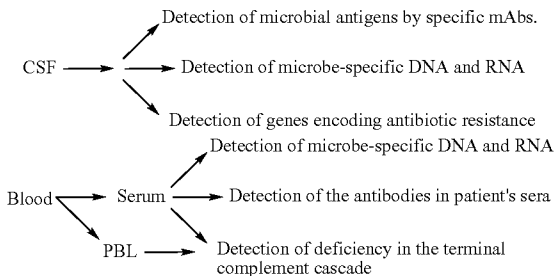 Detection of microbial antigens by specific mAbs.
CSF
Detection of microbe-specific DNA and RNA
Detection of genes encoding antibiotic resistance
Detection of microbe-specific DNA and RNA
Blood
Serum
Detection of the antibodies in patient's sera
PBL
Detection of deficiency in the terminal
complement cascade